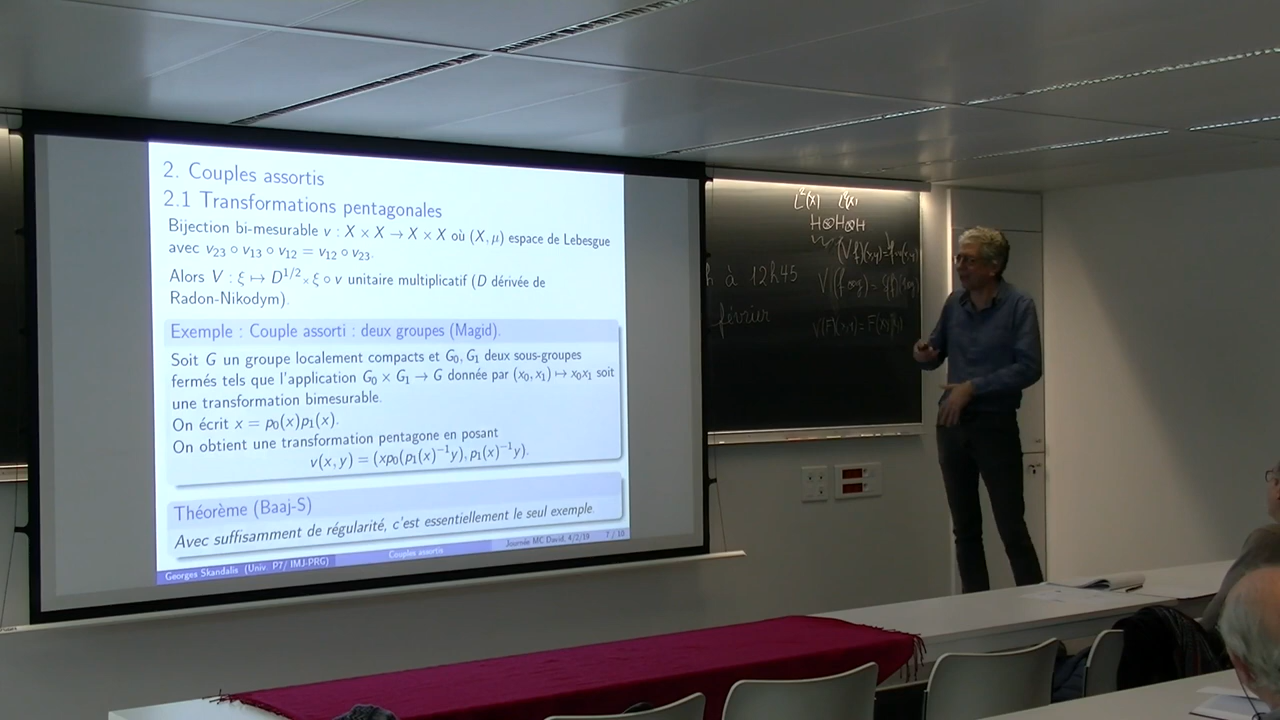 2. Couples assortis
2.1 Transformations pentagonales
Bijection bi-mesurable v : X × X → X × X où (X, μ) espace de Lebesgue
avec v₂₃ ∘ v₁₃ ∘ v₁₂ = v₁₂ ∘ v₂₃.
Alors V : ξ ↦ D^{1/2} × ξ ∘ v unitaire multiplicatif (D dérivée de
Radon-Nikodym).
Exemple : Couple assorti : deux groupes (Magid).
Soit G un groupe localement compacts et G₀, G₁ deux sous-groupes
fermés tels que l'application G₀ × G₁ → G donnée par (x₀, x₁) ↦ x₀x₁ soit
une transformation bimesurable.
On écrit x = p₀(x)p₁(x).
On obtient une transformation pentagone en posant
v(x, y) = (xp₀(p₁(x)⁻¹y), p₁(x)⁻¹y).
Théorème (Baaj-S)
Avec suffisamment de régularité, c'est essentiellement le seul exemple.
Georges Skandalis (Univ. P7/ IMJ-PRG)
Couples assortis
Journée MC David, 4/2/19
7 / 10
H⊗H⊗H
h à 12h45
février